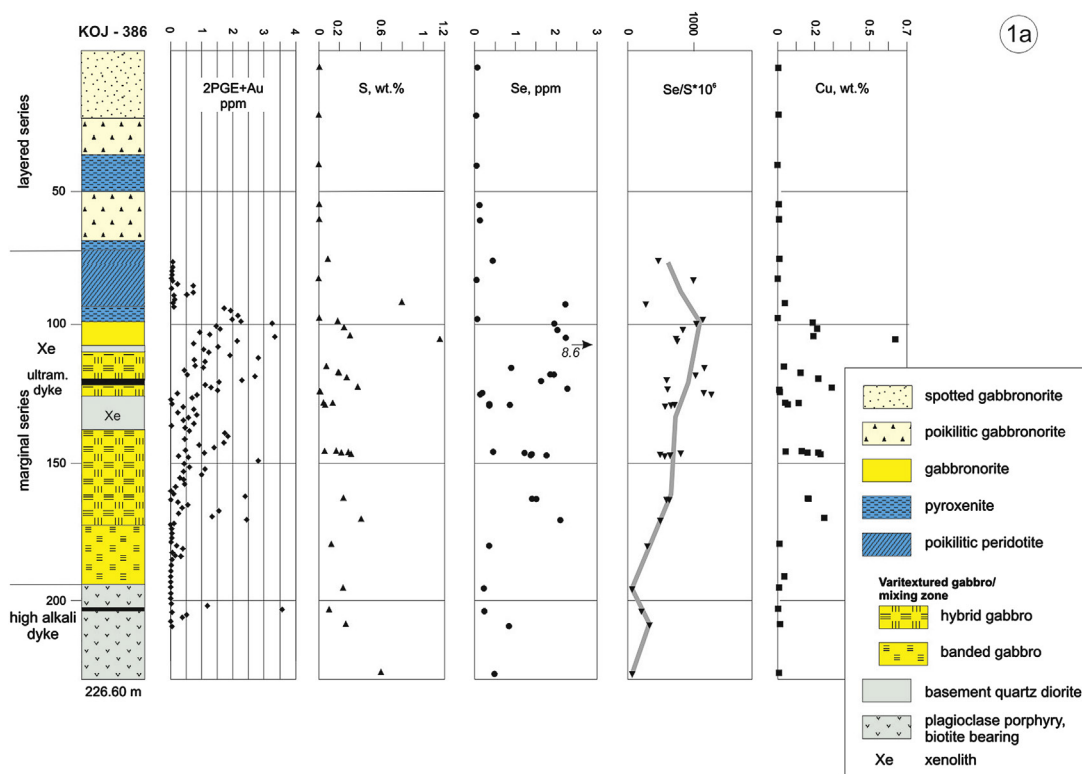 KOJ - 386
1a
0 0.2 0.6 1 1.2
0 1 2 3
0 1000
0 0.2 0.6 0.7
2PGE+Au
ppm
S, wt.%
Se, ppm
Se/S*10⁶
Cu, wt.%
layered series
marginal series
50
100
150
200
Xe
ultram.
dyke
Xe
high alkali
dyke
226.60 m
0 1 2 3 4
8.6
spotted gabbronorite
poikilitic gabbronorite
gabbronorite
pyroxenite
poikilitic peridotite
Varitextured gabbro/
mixing zone
hybrid gabbro
banded gabbro
basement quartz diorite
plagioclase porphyry,
biotite bearing
Xe xenolith